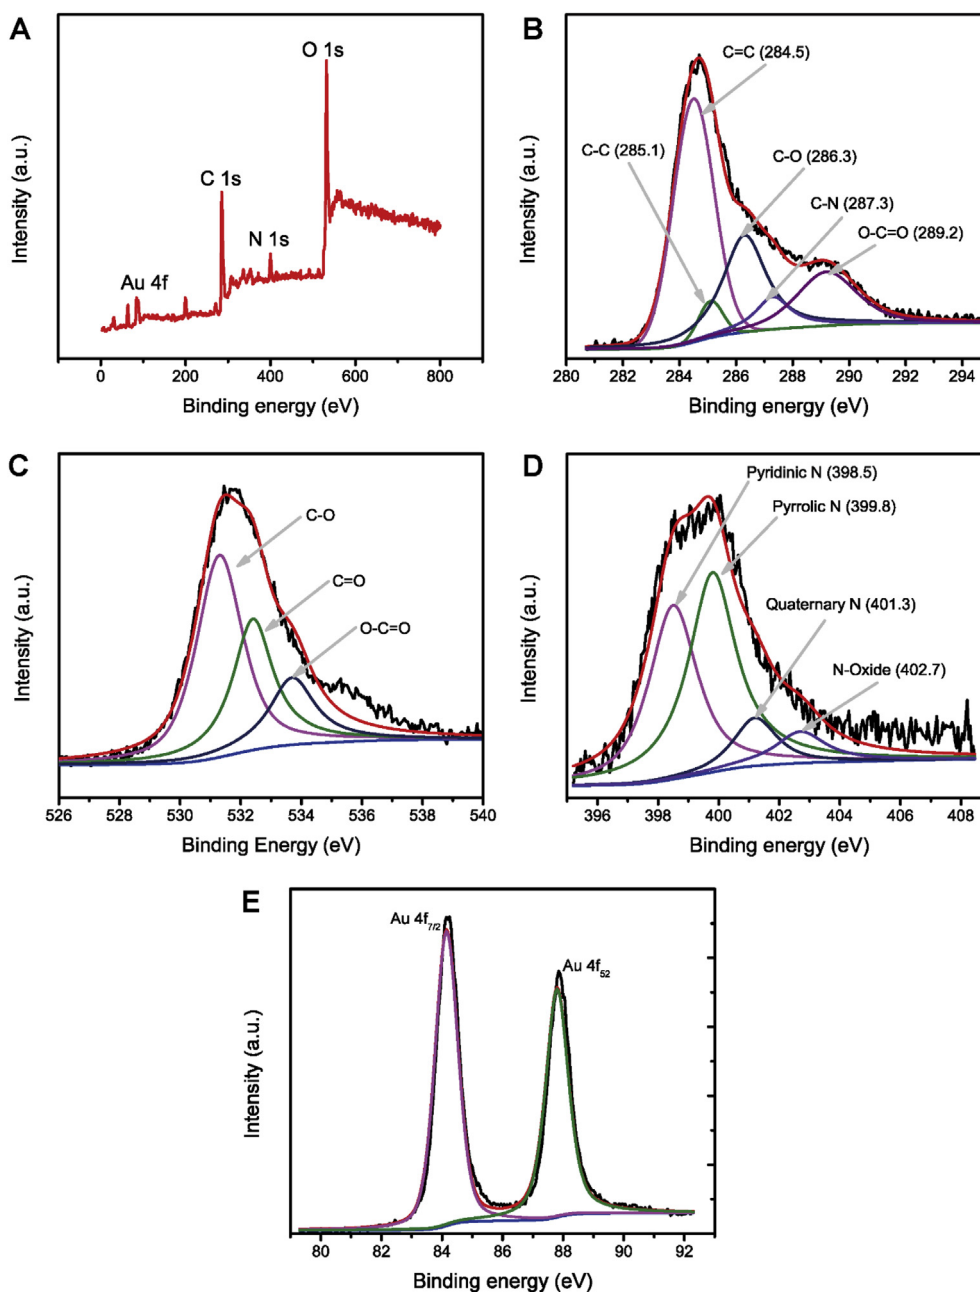 A
O 1s
C 1s
N 1s
Au 4f
Intensity (a.u.)
0 200 400 600 800
Binding energy (eV)
B
C=C (284.5)
C-C (285.1)
C-O (286.3)
C-N (287.3)
O-C=O (289.2)
Intensity (a.u.)
280 282 284 286 288 290 292 294
Binding energy (eV)
C
C-O
C=O
O-C=O
Intensity (a.u.)
526 528 530 532 534 536 538 540
Binding Energy (eV)
D
Pyridinic N (398.5)
Pyrrolic N (399.8)
Quaternary N (401.3)
N-Oxide (402.7)
Intensity (a.u.)
396 398 400 402 404 406 408
Binding energy (eV)
E
Au 4f7/2
Au 4f52
Intensity (a.u.)
80 82 84 86 88 90 92
Binding energy (eV)